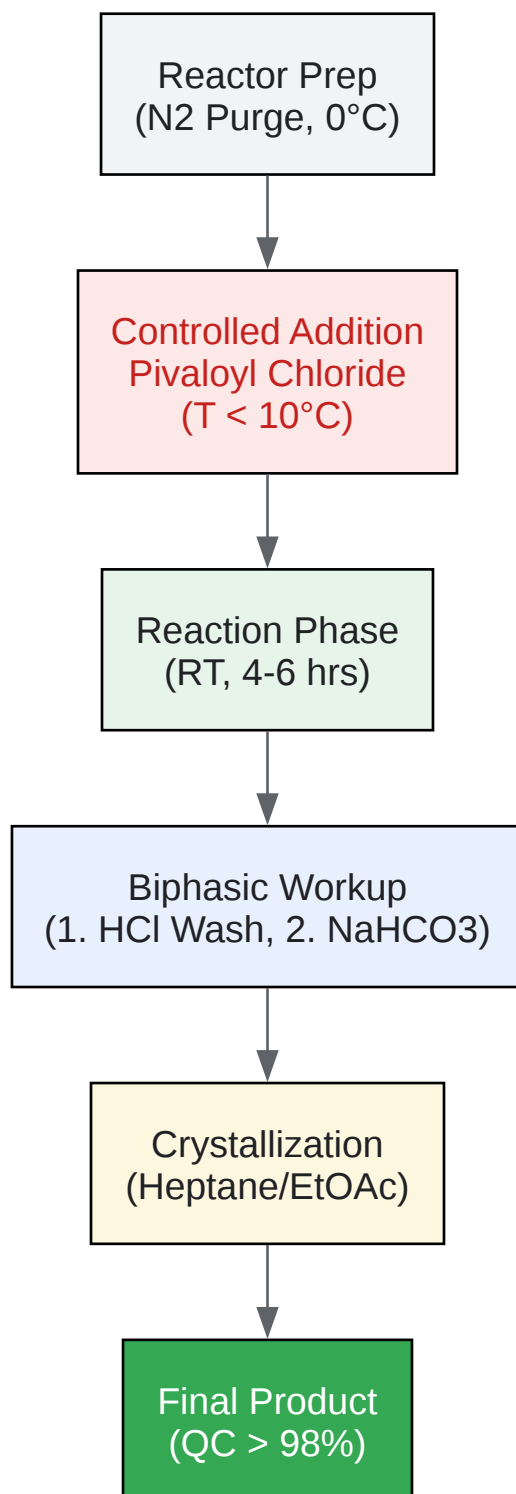 Reactor Prep
(N2 Purge, 0°C)
Controlled Addition
Pivaloyl Chloride
(T < 10°C)
Reaction Phase
(RT, 4-6 hrs)
Biphasic Workup
(1. HCl Wash, 2. NaHCO3)
Crystallization
(Heptane/EtOAc)
Final Product
(QC > 98%)